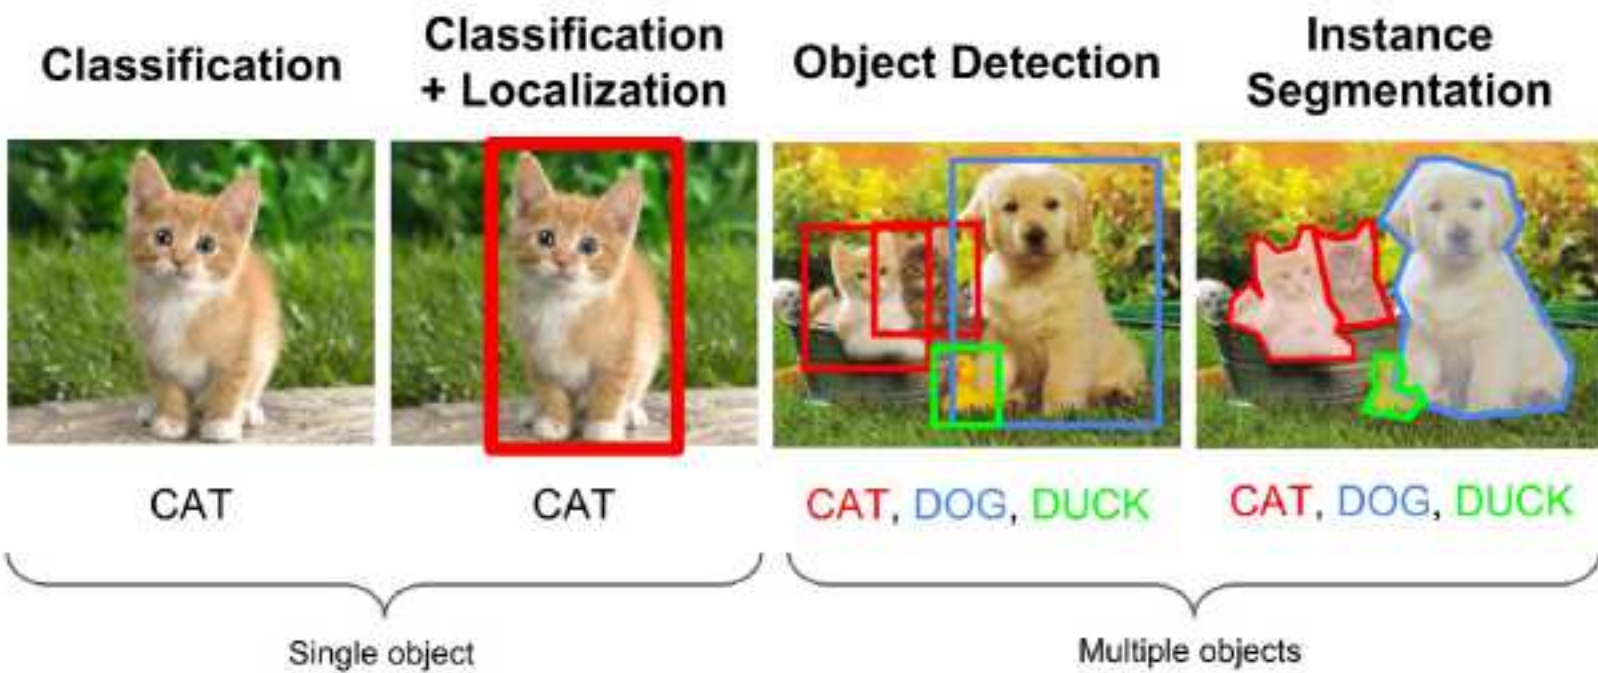 Classification
Classification
+ Localization
Object Detection
Instance
Segmentation
CAT
CAT
CAT, DOG, DUCK
CAT, DOG, DUCK
Single object
Multiple objects